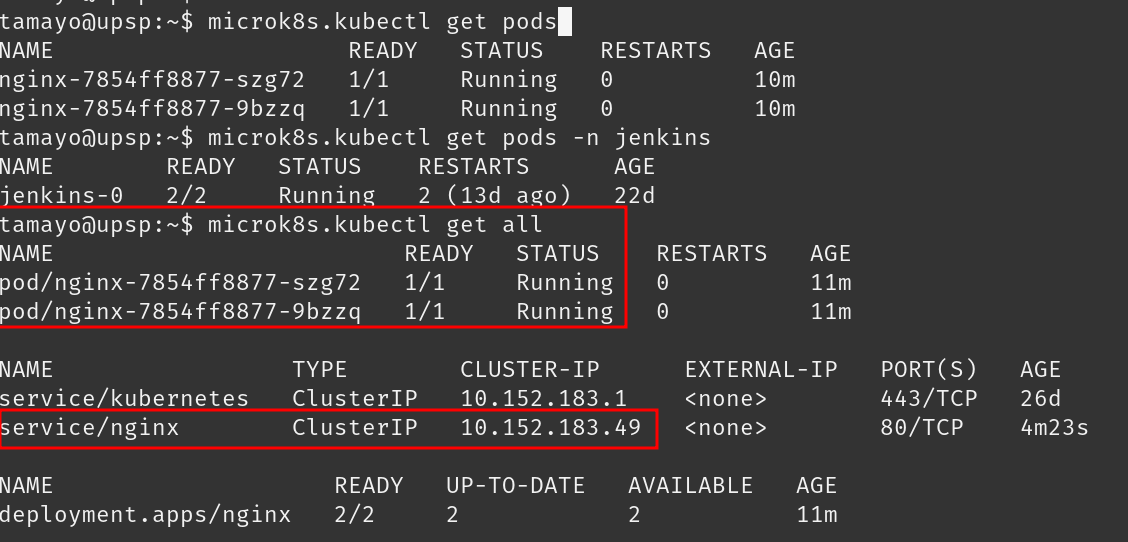 tamayo@upsp:~$ microk8s.kubectl get pods
NAME READY STATUS RESTARTS AGE
nginx-7854ff8877-szg72 1/1 Running 0 10m
nginx-7854ff8877-9bzzq 1/1 Running 0 10m
tamayo@upsp:~$ microk8s.kubectl get pods -n jenkins
NAME READY STATUS RESTARTS AGE
jenkins-0 2/2 Running 2 (13d ago) 22d
tamayo@upsp:~$ microk8s.kubectl get all
NAME READY STATUS RESTARTS AGE
pod/nginx-7854ff8877-szg72 1/1 Running 0 11m
pod/nginx-7854ff8877-9bzzq 1/1 Running 0 11m
NAME TYPE CLUSTER-IP EXTERNAL-IP PORT(S) AGE
service/kubernetes ClusterIP 10.152.183.1 <none> 443/TCP 26d
service/nginx ClusterIP 10.152.183.49 <none> 80/TCP 4m23s
NAME READY UP-TO-DATE AVAILABLE AGE
deployment.apps/nginx 2/2 2 2 11m